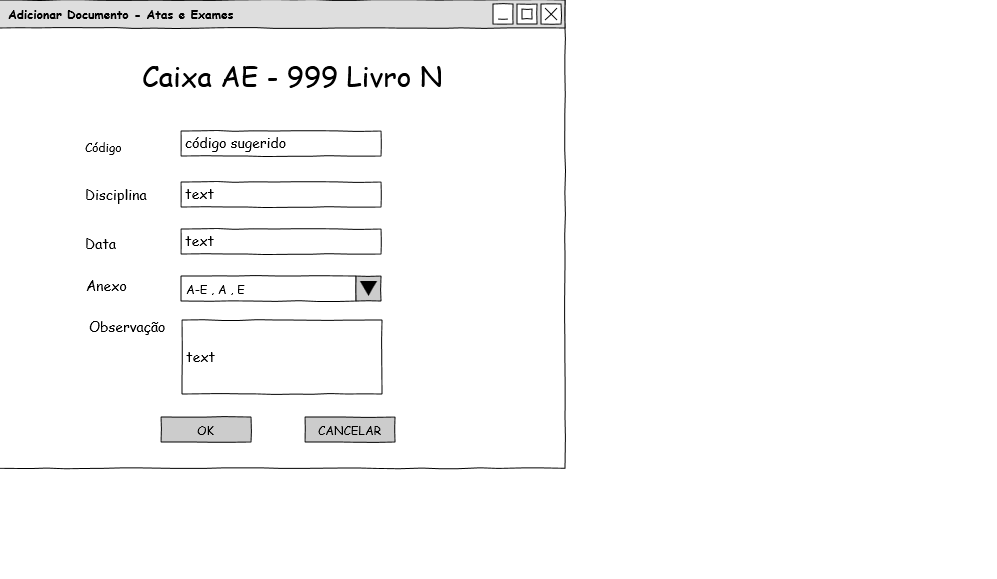 Adicionar Documento - Atas e Exames
Caixa AE - 999 Livro N
Código
código sugerido
Disciplina
text
Data
text
Anexo
A-E , A , E
Observação
text
OK
CANCELAR